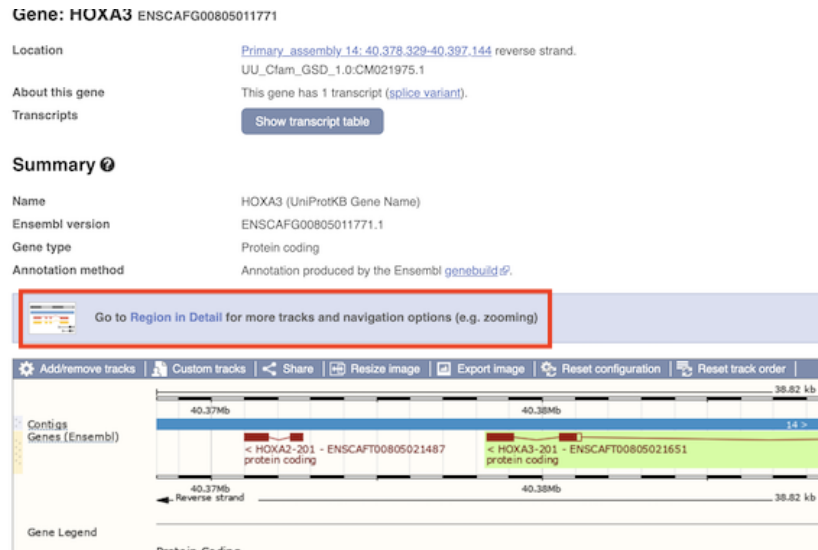 Gene: HOXA3 ENSCAFG00805011771
Location Primary_assembly 14: 40,378,329-40,397,144 reverse strand.
UU_Cfam_GSD_1.0:CM021975.1
About this gene This gene has 1 transcript (splice variant).
Transcripts Show transcript table
Summary
Name HOXA3 (UniProtKB Gene Name)
Ensembl version ENSCAFG00805011771.1
Gene type Protein coding
Annotation method Annotation produced by the Ensembl genebuild.
Go to Region in Detail for more tracks and navigation options (e.g. zooming)
Add/remove tracks Custom tracks Share Resize image Export image Reset configuration Reset track order
38.82 kb
40.37Mb 40.38Mb
Contigs 14 >
Genes (Ensembl)
< HOXA2-201 - ENSCAFT00805021487 < HOXA3-201 - ENSCAFT00805021651
protein coding protein coding
40.37Mb 40.38Mb
Reverse strand 38.82 kb
Gene Legend
Protein Coding